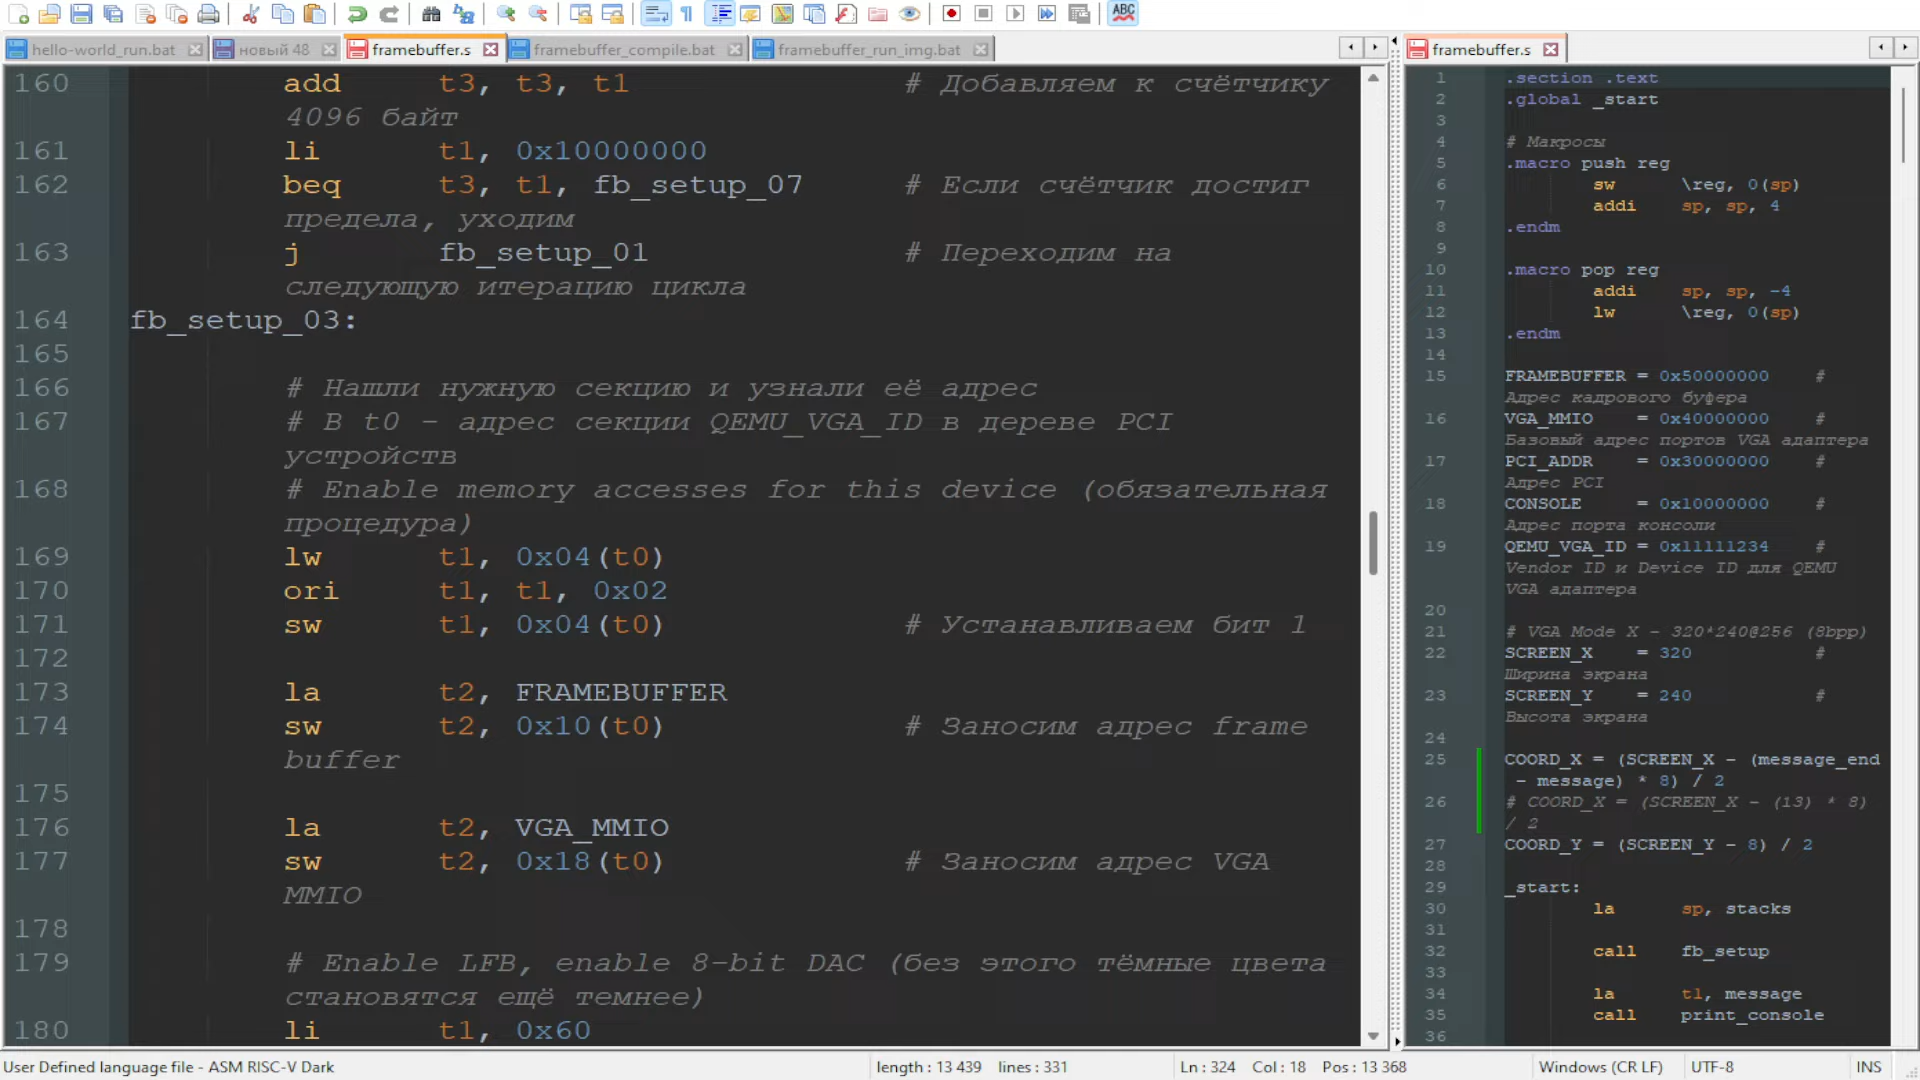 hello-world_run.bat новый 48 framebuffer.s framebuffer_compile.bat framebuffer_run_img.bat framebuffer.s
ABC
160 add t3, t3, t1 # Добавляем к счётчику
4096 байт
161 li t1, 0x10000000
162 beq t3, t1, fb_setup_07 # Если счётчик достиг
предела, уходим
163 j fb_setup_01 # Переходим на
следующую итерацию цикла
164 fb_setup_03:
165
166 # Нашли нужную секцию и узнали её адрес
167 # В t0 - адрес секции QEMU_VGA_ID в дереве PCI
устройств
168 # Enable memory accesses for this device (обязательная
процедура)
169 lw t1, 0x04(t0)
170 ori t1, t1, 0x02
171 sw t1, 0x04(t0) # Устанавливаем бит 1
172
173 la t2, FRAMEBUFFER
174 sw t2, 0x10(t0) # Заносим адрес frame
buffer
175
176 la t2, VGA_MMIO
177 sw t2, 0x18(t0) # Заносим адрес VGA
MMIO
178
179 # Enable LFB, enable 8-bit DAC (без этого тёмные цвета
становятся ещё темнее)
180 li t1, 0x60
1 .section .text
2 .global _start
3
4 # Макросы
5 .macro push reg
6 sw \reg, 0(sp)
7 addi sp, sp, 4
8 .endm
9
10 .macro pop reg
11 addi sp, sp, -4
12 lw \reg, 0(sp)
13 .endm
14
15 FRAMEBUFFER = 0x50000000 #
Адрес кадрового буфера
16 VGA_MMIO = 0x40000000 #
Базовый адрес портов VGA адаптера
17 PCI_ADDR = 0x30000000 #
Адрес PCI
18 CONSOLE = 0x10000000 #
Адрес порта консоли
19 QEMU_VGA_ID = 0x11111234 #
Vendor ID и Device ID для QEMU
VGA адаптера
20
21 # VGA Mode X - 320*240@256 (8bpp)
22 SCREEN_X = 320 #
Ширина экрана
23 SCREEN_Y = 240 #
Высота экрана
24
25 COORD_X = (SCREEN_X - (message_end
- message) * 8) / 2
26 # COORD_X = (SCREEN_X - (13) * 8)
/ 2
27 COORD_Y = (SCREEN_Y - 8) / 2
28
29 _start:
30 la sp, stacks
31
32 call fb_setup
33
34 la t1, message
35 call print_console
36
User Defined language file - ASM RISC-V Dark length : 13 439 lines : 331 Ln : 324 Col : 18 Pos : 13 368 Windows (CR LF) UTF-8 INS